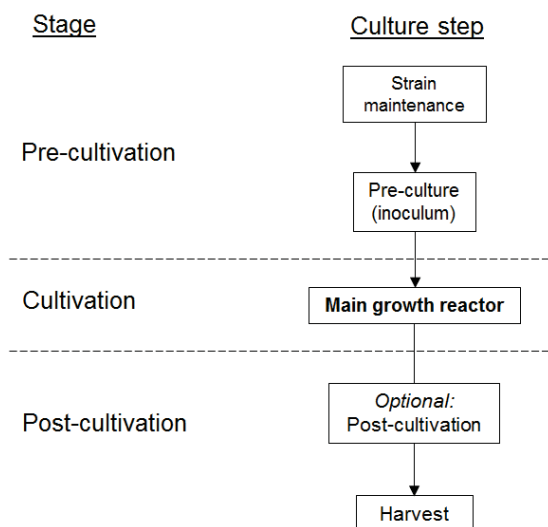 Stage
Culture step
Strain
maintenance
Pre-cultivation
Pre-culture
(inoculum)
Cultivation
Main growth reactor
Optional:
Post-cultivation
Post-cultivation
Harvest